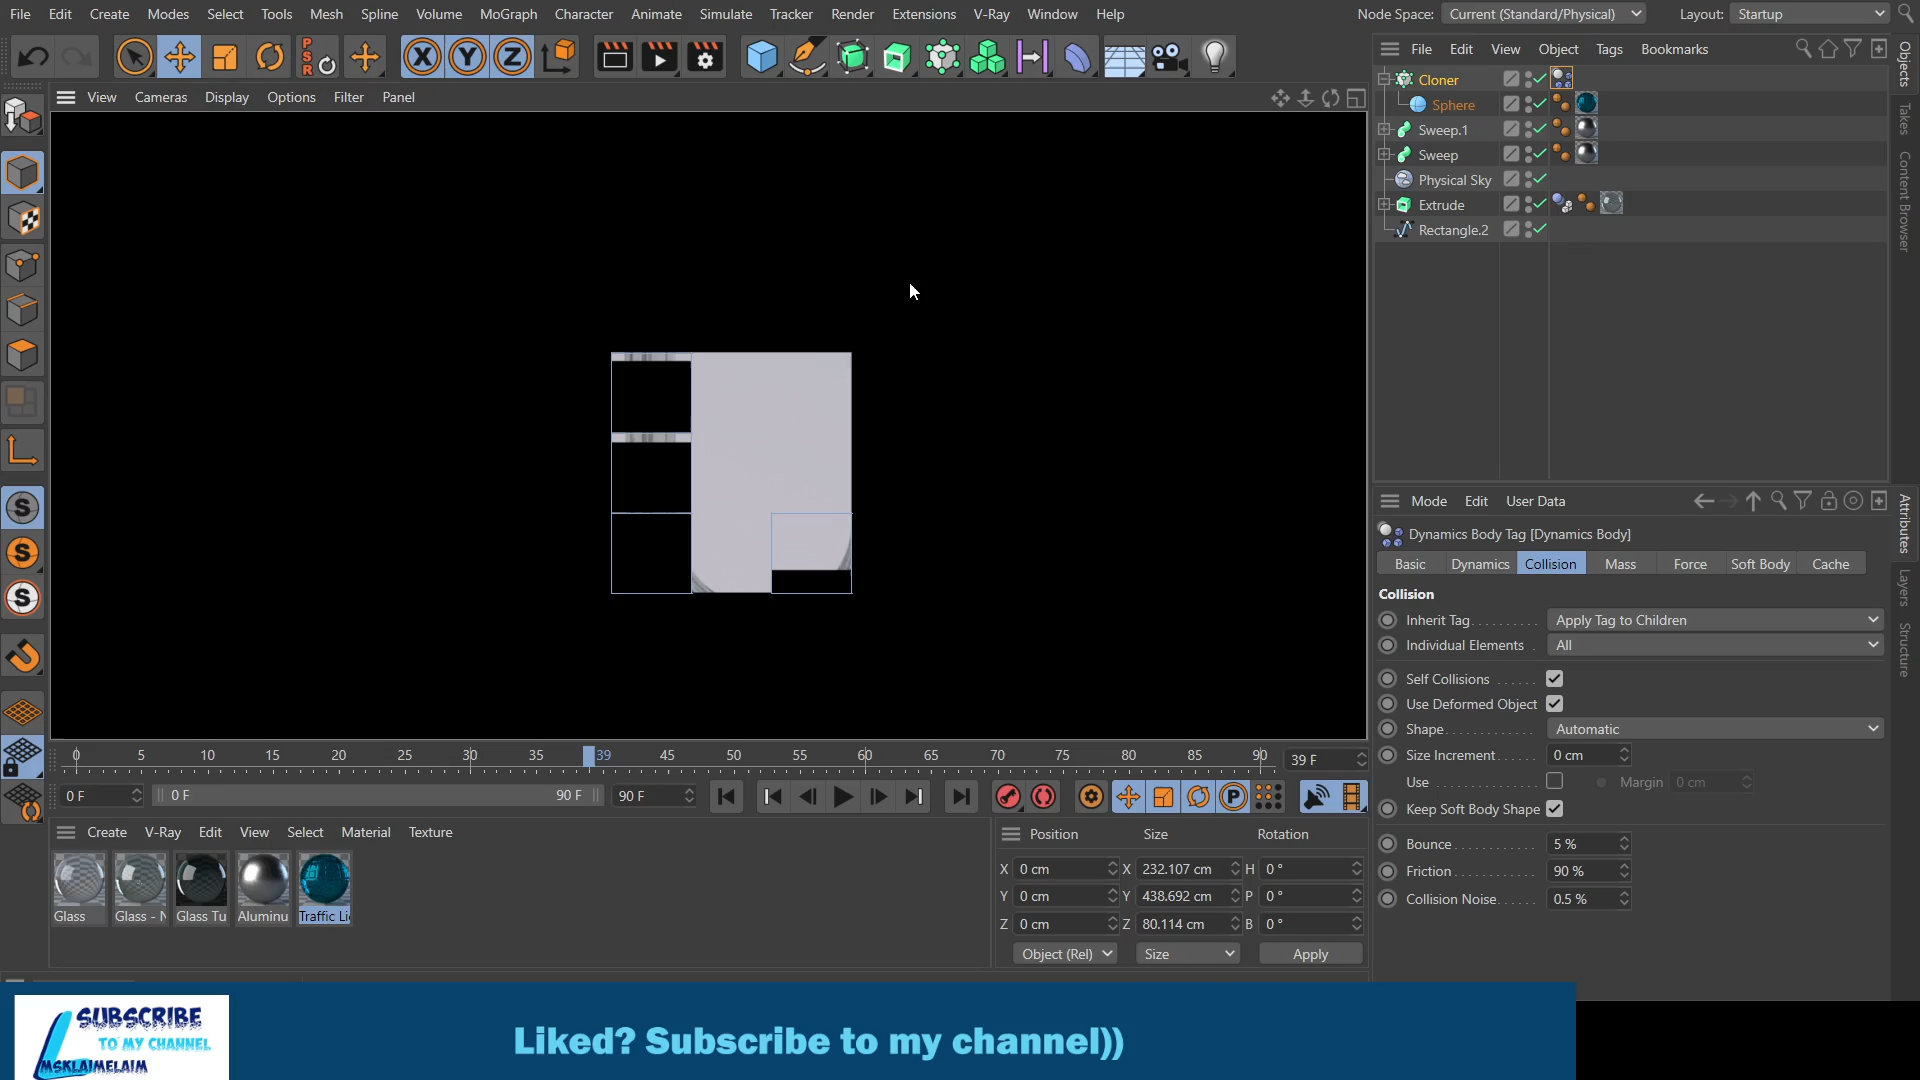 File Edit Create Modes Select Tools Mesh Spline Volume MoGraph Character Animate Simulate Tracker Render Extensions V-Ray Window Help Node Space: Current (Standard/Physical) Layout: Startup
File Edit View Object Tags Bookmarks
View Cameras Display Options Filter Panel
Cloner
Sphere
Sweep.1
Sweep
Physical Sky
Extrude
Rectangle.2
Objects
Takes
Content Browser
Mode Edit User Data
Dynamics Body Tag [Dynamics Body]
Basic Dynamics Collision Mass Force Soft Body Cache
Collision
Inherit Tag Apply Tag to Children
Individual Elements All
Self Collisions
Use Deformed Object
Shape Automatic
Size Increment 0 cm
Use Margin 0 cm
Keep Soft Body Shape
Bounce 5 %
Friction 90 %
Collision Noise 0.5 %
Attributes
Layers
Structure
0 5 10 15 20 25 30 35 39 45 50 55 60 65 70 75 80 85 90 39 F
0 F 0 F 90 F 90 F
Create V-Ray Edit View Select Material Texture
Glass Glass - N Glass Tu Aluminu Traffic Li
Position Size Rotation
X 0 cm X 232.107 cm H 0 °
Y 0 cm Y 438.692 cm P 0 °
Z 0 cm Z 80.114 cm B 0 °
Object (Rel) Size Apply
SUBSCRIBE
TO MY CHANNEL
MSKLAIMELAIM
Liked? Subscribe to my channel))